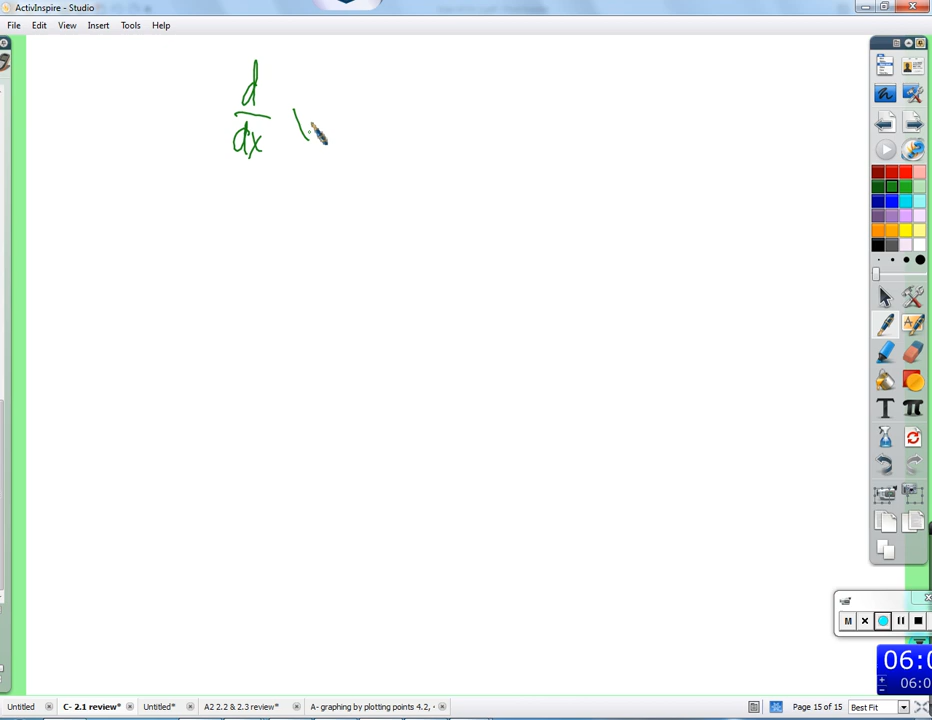 ActivInspire - Studio
File Edit View Insert Tools Help
d
dx \
M
06:0
06:0
Untitled C- 2.1 review* Untitled* A2 2.2 & 2.3 review* A- graphing by plotting points 4.2, Page 15 of 15 Best Fit